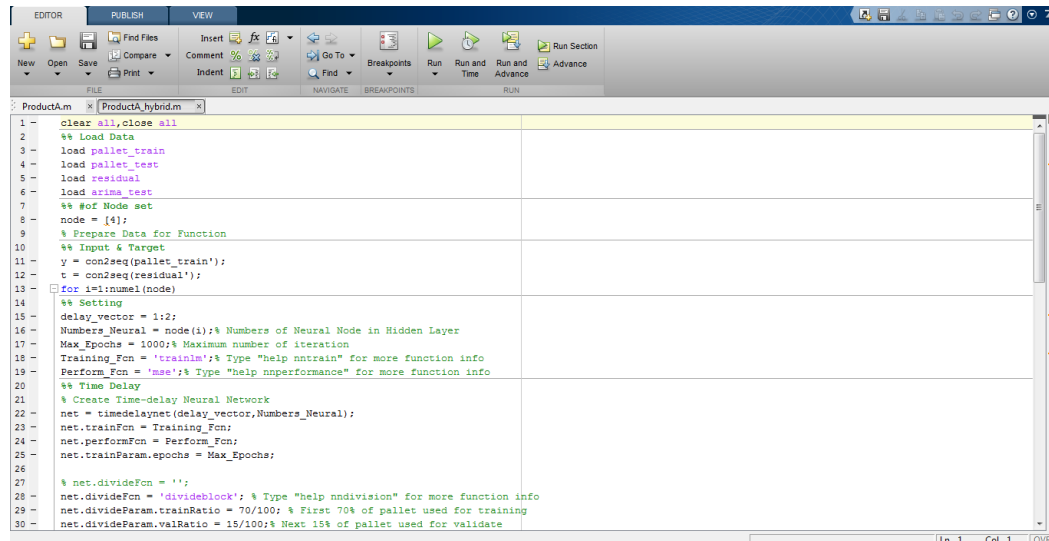 EDITOR PUBLISH VIEW
New Open Save
Find Files
Compare
Print
Insert fx
Comment
Indent
Go To
Find
Breakpoints
Run
Run and Time
Run and Advance
Run Section
Advance
FILE EDIT NAVIGATE BREAKPOINTS RUN
ProductA.m × ProductA_hybrid.m ×
1 - clear all,close all
2 %% Load Data
3 - load pallet_train
4 - load pallet_test
5 - load residual
6 - load arima_test
7 %% #of Node set
8 - node = [4];
9 % Prepare Data for Function
10 %% Input & Target
11 - y = con2seq(pallet_train');
12 - t = con2seq(residual');
13 - for i=1:numel(node)
14 %% Setting
15 - delay_vector = 1:2;
16 - Numbers_Neural = node(i);% Numbers of Neural Node in Hidden Layer
17 - Max_Epochs = 1000;% Maximum number of iteration
18 - Training_Fcn = 'trainlm';% Type "help nntrain" for more function info
19 - Perform_Fcn = 'mse';% Type "help nnperformance" for more function info
20 %% Time Delay
21 % Create Time-delay Neural Network
22 - net = timedelaynet(delay_vector,Numbers_Neural);
23 - net.trainFcn = Training_Fcn;
24 - net.performFcn = Perform_Fcn;
25 - net.trainParam.epochs = Max_Epochs;
26
27 % net.divideFcn = '';
28 - net.divideFcn = 'divideblock'; % Type "help nndivision" for more function info
29 - net.divideParam.trainRatio = 70/100; % First 70% of pallet used for training
30 - net.divideParam.valRatio = 15/100;% Next 15% of pallet used for validate
Ln 1 Col 1 OVR